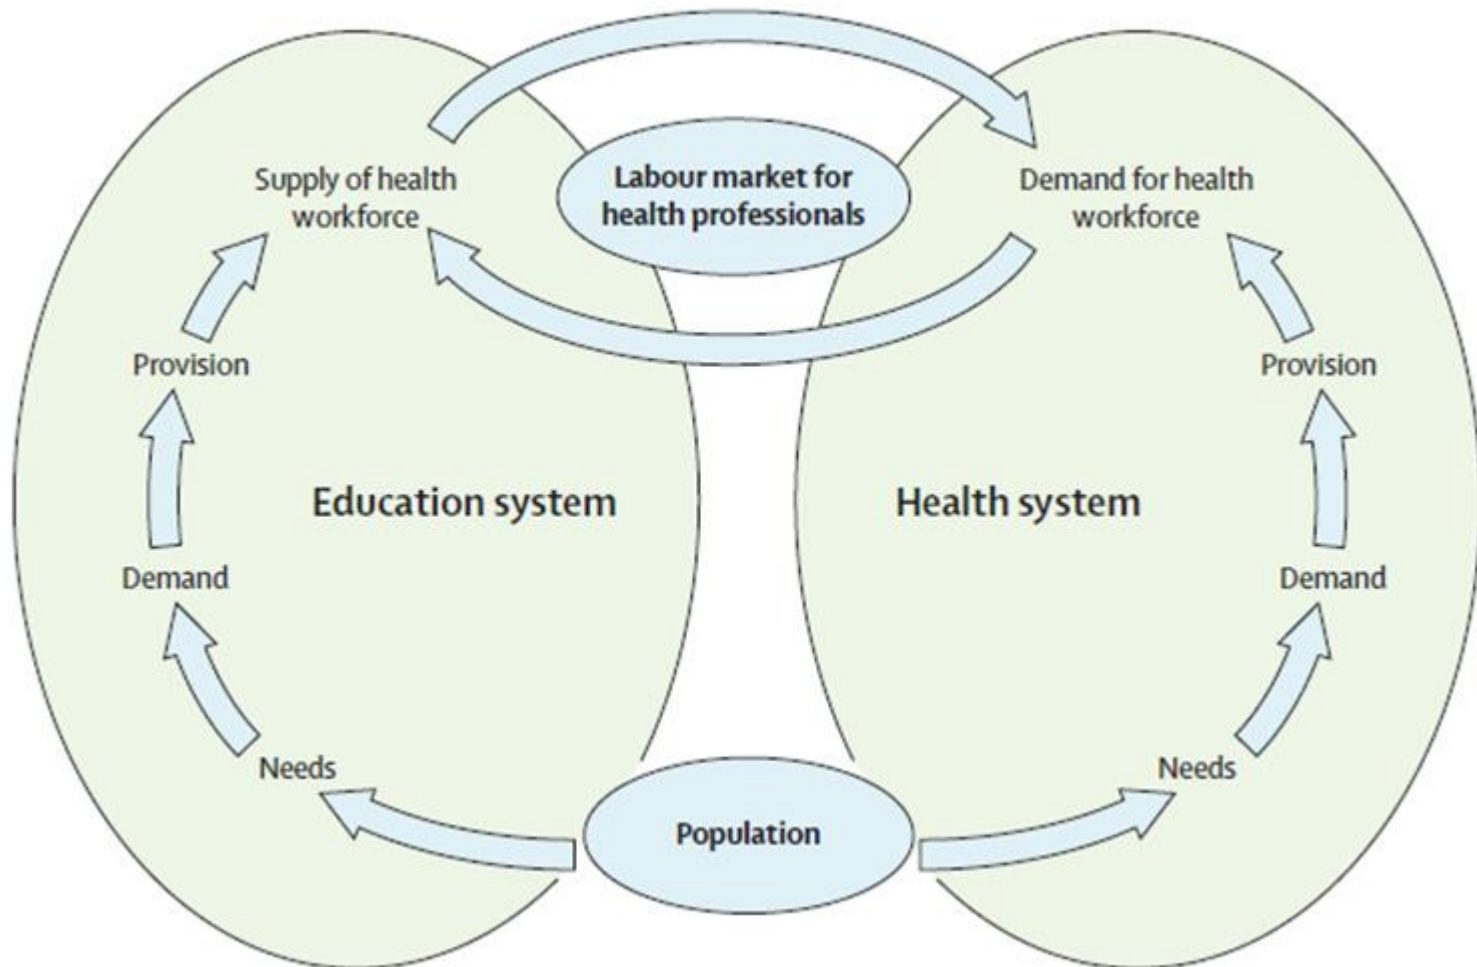 Supply of health
workforce
Labour market for
health professionals
Demand for health
workforce
Provision
Provision
Education system
Health system
Demand
Demand
Needs
Needs
Population